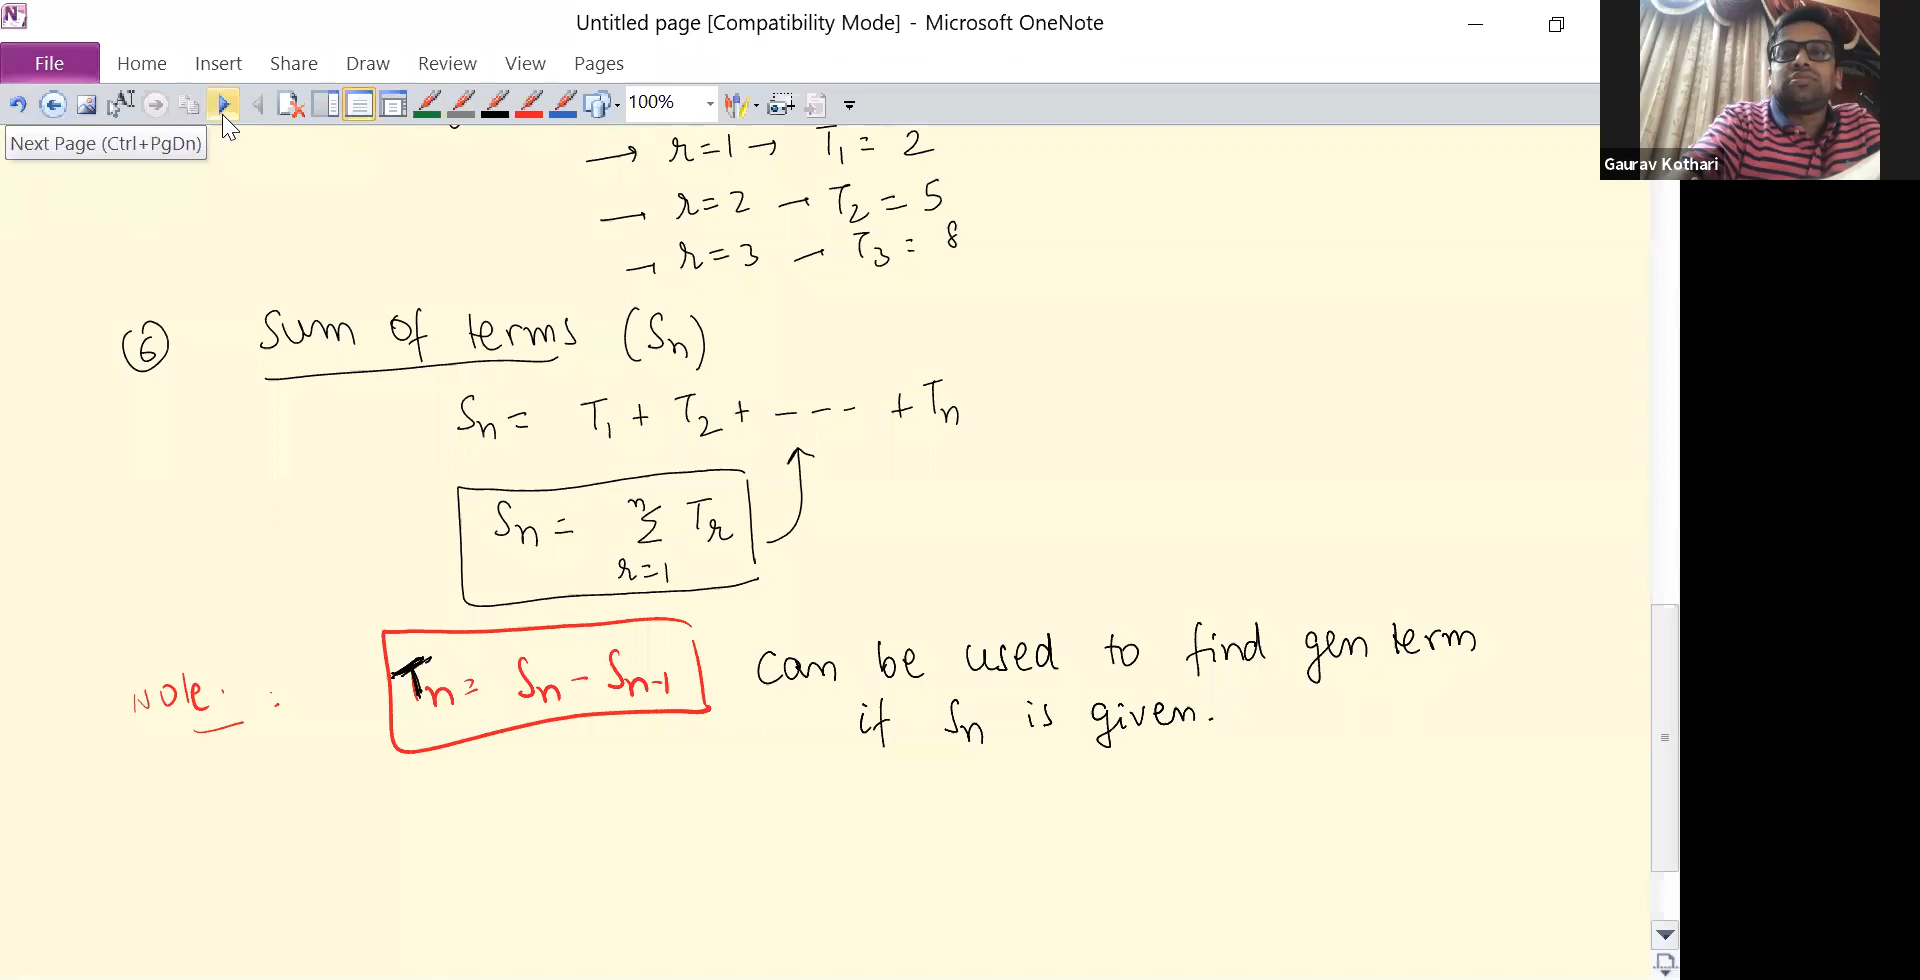 Untitled page [Compatibility Mode] - Microsoft OneNote
File Home Insert Share Draw Review View Pages
100%
Next Page (Ctrl+PgDn)
Gaurav Kothari
→ r=1 → T₁ = 2
→ r=2 → T₂ = 5
→ r=3 → T₃ = 8
⑥ Sum of terms (Sn)
Sn = T₁ + T₂ + ---- + Tn
Sn = n Σ r=1 Tr
Note: : Tn = Sn - Sn-1 can be used to find gen term
if Sn is given.